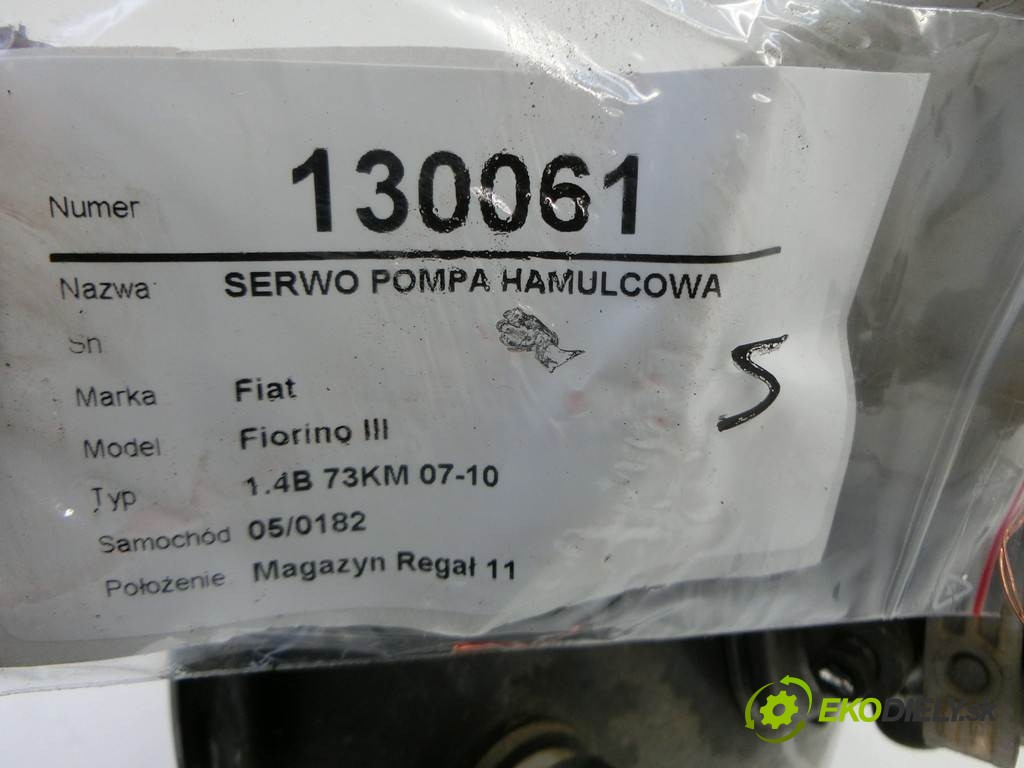 Numer 130061
Nazwa SERWO POMPA HAMULCOWA
Sn
Marka Fiat
Model Fiorino III
Typ 1.4B 73KM 07-10
Samochód 05/0182
Położenie Magazyn Regał 11
S
EKODIELY.SK